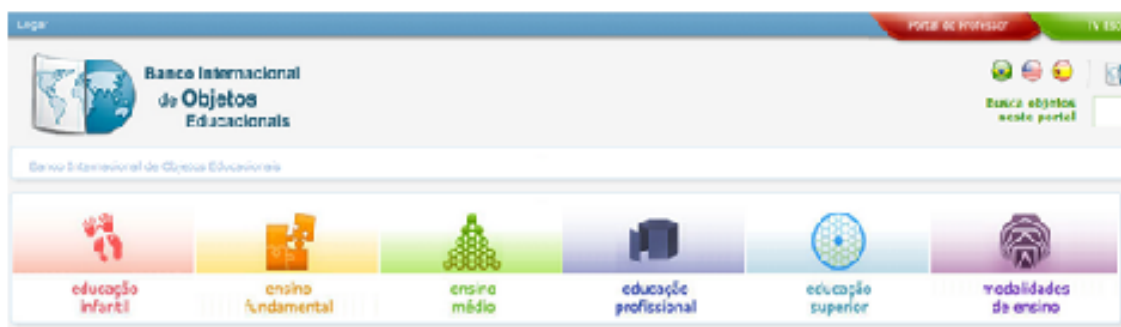 Logar
Portal do Professor
Banco Internacional
de Objetos
Educacionais
Busca objetos
neste portal
Banco Internacional de Objetos Educacionais
educação
infantil
ensino
fundamental
ensino
médio
educação
profissional
educação
superior
modalidades
de ensino